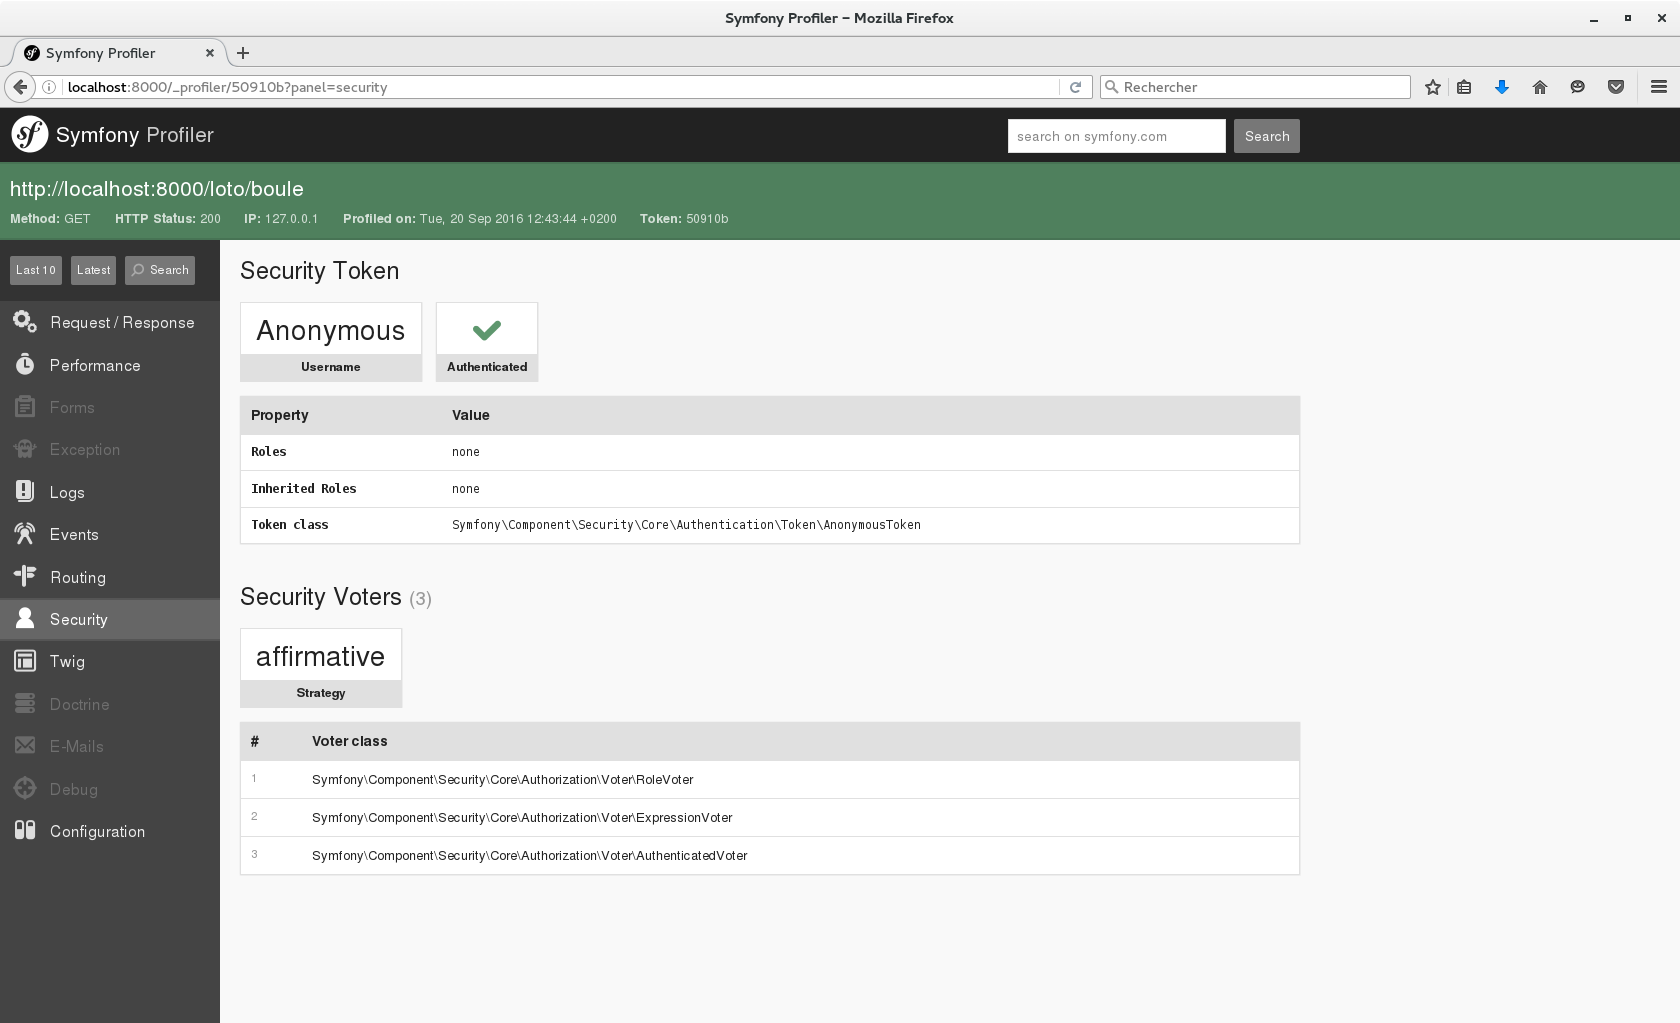 Symfony Profiler - Mozilla Firefox
Symfony Profiler
localhost:8000/_profiler/50910b?panel=security
Rechercher
Symfony Profiler
search on symfony.com
Search
http://localhost:8000/loto/boule
Method: GET HTTP Status: 200 IP: 127.0.0.1 Profiled on: Tue, 20 Sep 2016 12:43:44 +0200 Token: 50910b
Last 10
Latest
Search
Request / Response
Performance
Forms
Exception
Logs
Events
Routing
Security
Twig
Doctrine
E-Mails
Debug
Configuration
Security Token
Anonymous
Username
Authenticated
Property Value
Roles none
Inherited Roles none
Token class Symfony\Component\Security\Core\Authentication\Token\AnonymousToken
Security Voters (3)
affirmative
Strategy
# Voter class
1 Symfony\Component\Security\Core\Authorization\Voter\RoleVoter
2 Symfony\Component\Security\Core\Authorization\Voter\ExpressionVoter
3 Symfony\Component\Security\Core\Authorization\Voter\AuthenticatedVoter